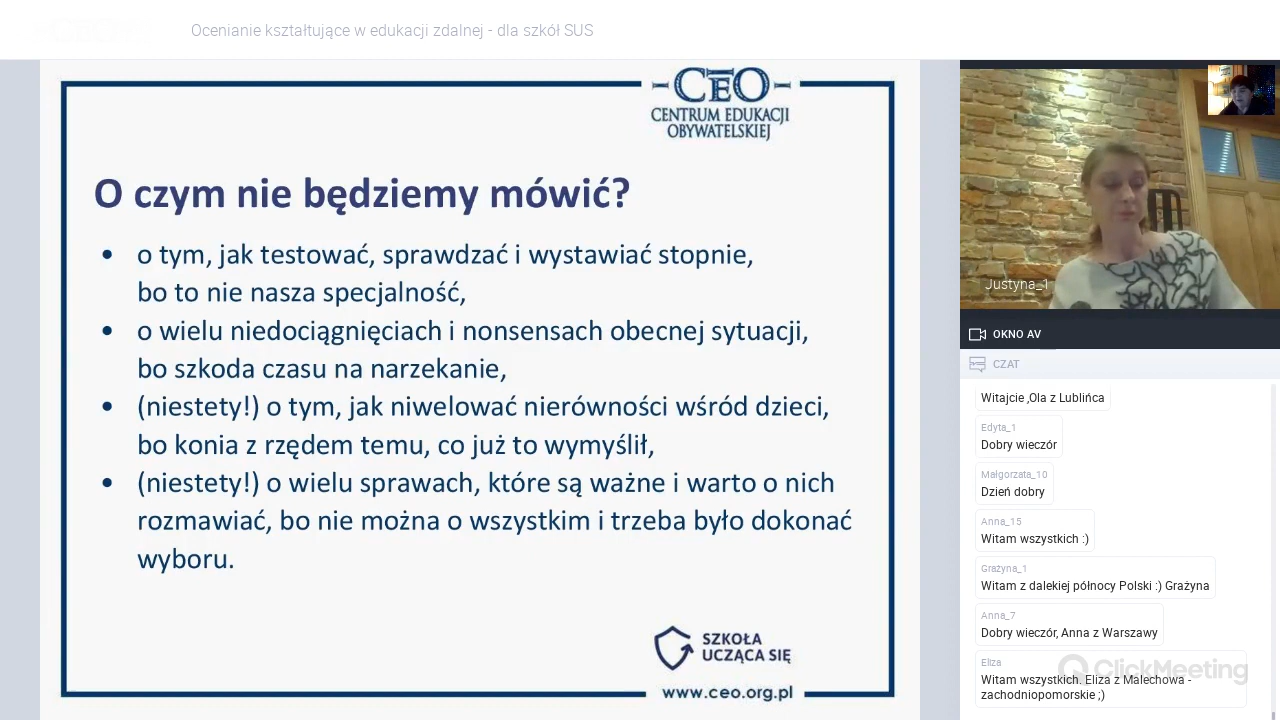 Ocenianie kształtujące w edukacji zdalnej - dla szkół SUS
CEO
CENTRUM EDUKACJI
OBYWATELSKIEJ
O czym nie będziemy mówić?
• o tym, jak testować, sprawdzać i wystawiać stopnie,
bo to nie nasza specjalność,
• o wielu niedociągnięciach i nonsensach obecnej sytuacji,
bo szkoda czasu na narzekanie,
• (niestety!) o tym, jak niwelować nierówności wśród dzieci,
bo konia z rzędem temu, co już to wymyślił,
• (niestety!) o wielu sprawach, które są ważne i warto o nich
rozmawiać, bo nie można o wszystkim i trzeba było dokonać
wyboru.
SZKOŁA
UCZĄCA SIĘ
www.ceo.org.pl
Justyna_1
OKNO AV
CZAT
Witajcie ,Ola z Lublińca
Edyta_1
Dobry wieczór
Małgorzata_10
Dzień dobry
Anna_15
Witam wszystkich :)
Grażyna_1
Witam z dalekiej północy Polski :) Grażyna
Anna_7
Dobry wieczór, Anna z Warszawy
Eliza
Witam wszystkich. Eliza z Malechowa -
zachodniopomorskie ;)
ClickMeeting